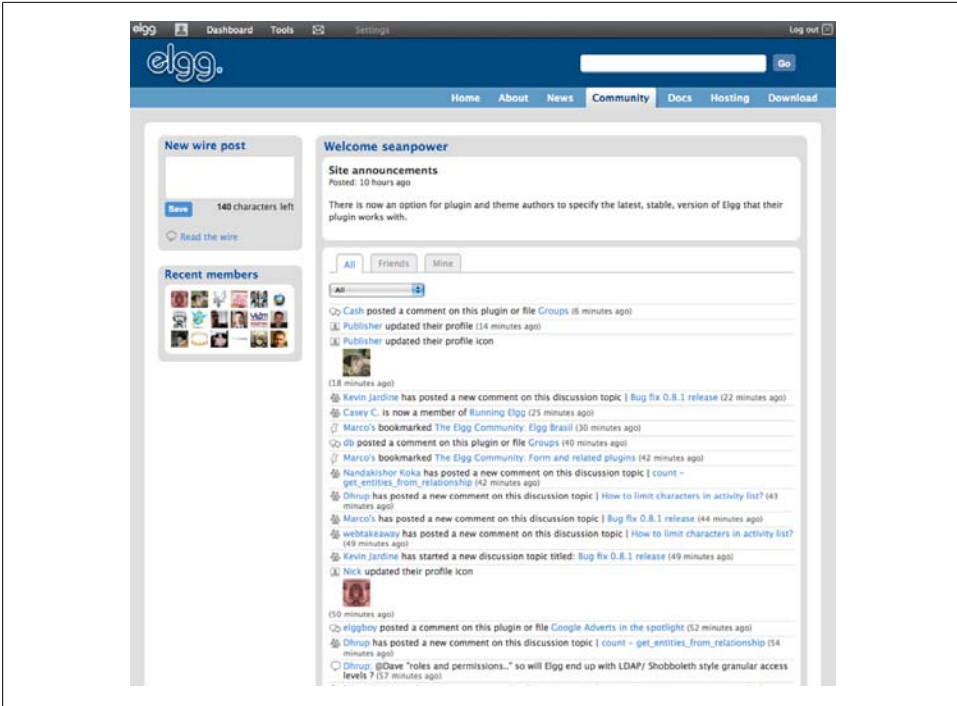 elgg. Dashboard Tools Settings Log out
elgg.
Go
Home About News Community Docs Hosting Download
New wire post
Save 140 characters left
Read the wire
Recent members
Welcome seanpower
Site announcements
Posted: 10 hours ago
There is now an option for plugin and theme authors to specify the latest, stable, version of Elgg that their
plugin works with.
All Friends Mine
All
Cash posted a comment on this plugin or file Groups (6 minutes ago)
Publisher updated their profile (14 minutes ago)
Publisher updated their profile icon
(18 minutes ago)
Kevin Jardine has posted a new comment on this discussion topic | Bug fix 0.8.1 release (22 minutes ago)
Casey C. is now a member of Running Elgg (25 minutes ago)
Marco's bookmarked The Elgg Community: Elgg Brasil (30 minutes ago)
db posted a comment on this plugin or file Groups (40 minutes ago)
Marco's bookmarked The Elgg Community: Form and related plugins (42 minutes ago)
Nandakishor Koka has posted a new comment on this discussion topic | count –
get_entities_from_relationship (42 minutes ago)
Dhrup has posted a new comment on this discussion topic | How to limit characters in activity list? (43
minutes ago)
Marco's has posted a new comment on this discussion topic | Bug fix 0.8.1 release (44 minutes ago)
webtakeaway has posted a new comment on this discussion topic | How to limit characters in activity list?
(49 minutes ago)
Kevin Jardine has started a new discussion topic titled: Bug fix 0.8.1 release (49 minutes ago)
Nick updated their profile icon
(50 minutes ago)
elggboy posted a comment on this plugin or file Google Adverts in the spotlight (52 minutes ago)
Dhrup has posted a new comment on this discussion topic | count – get_entities_from_relationship (54
minutes ago)
Dhrup: @Dave "roles and permissions.." so will Elgg end up with LDAP/ Shobboleth style granular access
levels ? (57 minutes ago)